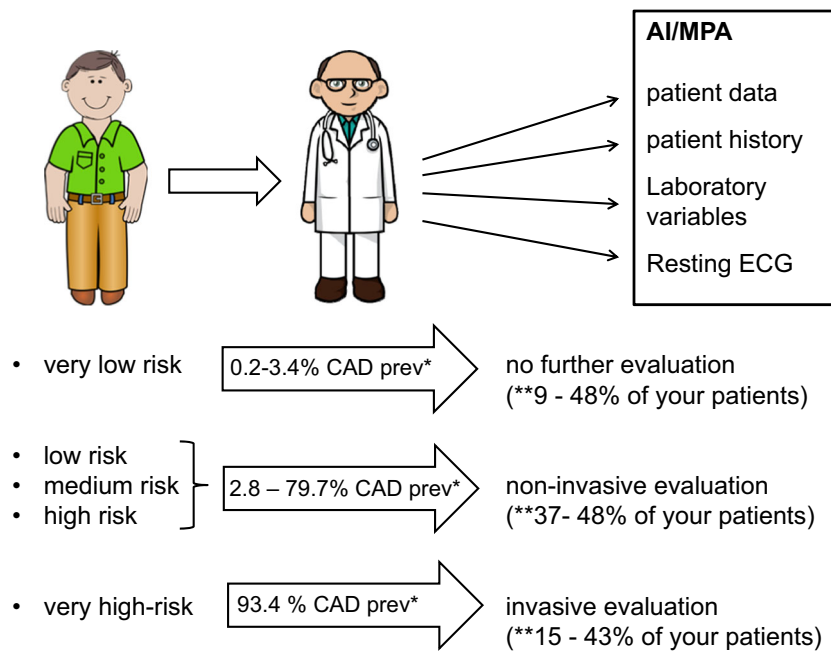 AI/MPA
patient data
patient history
Laboratory
variables
Resting ECG
• very low risk
0.2-3.4% CAD prev*
no further evaluation
(**9 - 48% of your patients)
• low risk
• medium risk
• high risk
2.8 – 79.7% CAD prev*
non-invasive evaluation
(**37- 48% of your patients)
• very high-risk
93.4 % CAD prev*
invasive evaluation
(**15 - 43% of your patients)